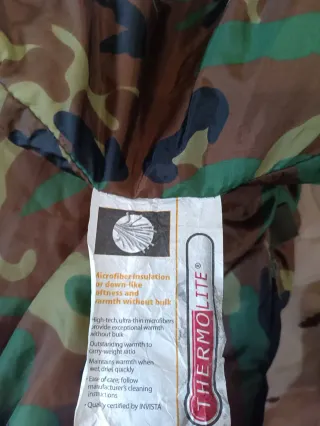 Microfiber insulation
for down-like
softness and
warmth without bulk
· High-tech, ultra-thin microfibers
provide exceptional warmth
without bulk
· Outstanding warmth to
carry-weight ratio
· Maintains warmth when
wet, dries quickly
· Ease of care, follow
manufacturer's cleaning
instructions
· Quality certified by INVISTA
THERMOLITE®